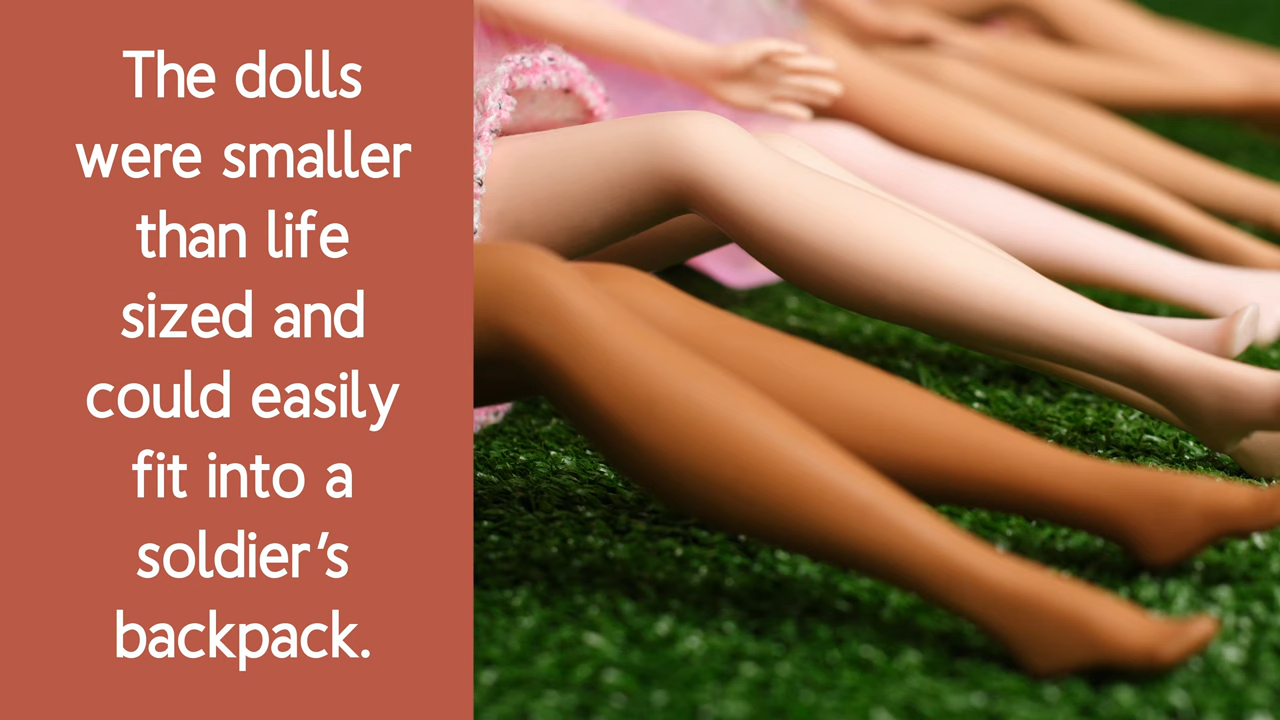 The dolls
were smaller
than life
sized and
could easily
fit into a
soldier’s
backpack.